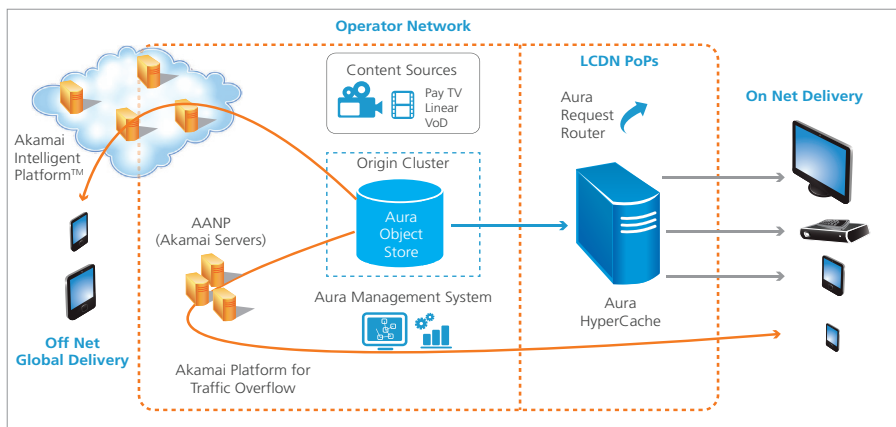 Operator Network
LCDN PoPs
Content Sources
Pay TV
Linear
VoD
Aura
Request
Router
On Net Delivery
Akamai
Intelligent
Platform™
Origin Cluster
Aura
Object
Store
AANP
(Akamai Servers)
Aura Management System
Aura
HyperCache
Off Net
Global Delivery
Akamai Platform for
Traffic Overflow